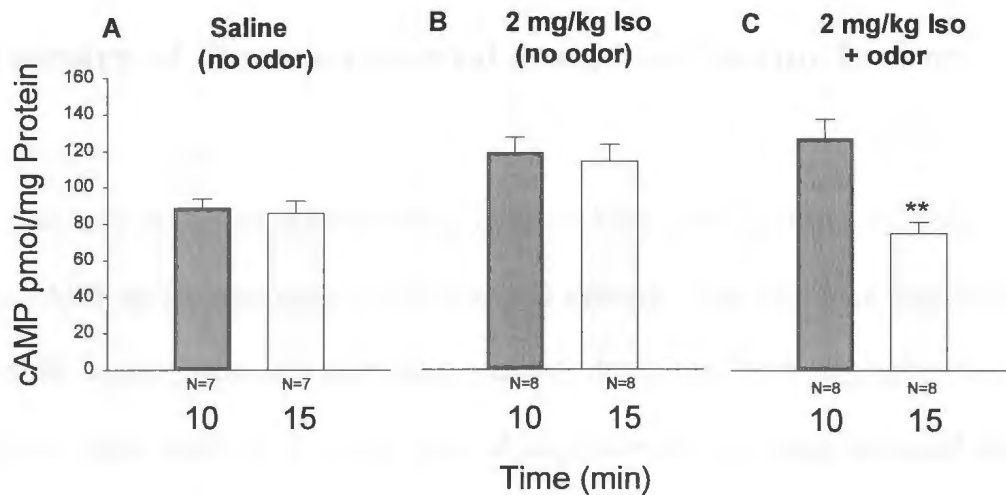 A
Saline
(no odor)
B
2 mg/kg Iso
(no odor)
C
2 mg/kg Iso
+ odor
cAMP pmol/mg Protein
160
140
120
100
80
60
40
20
0
**
N=7
N=7
N=8
N=8
N=8
N=8
10
15
10
15
10
15
Time (min)